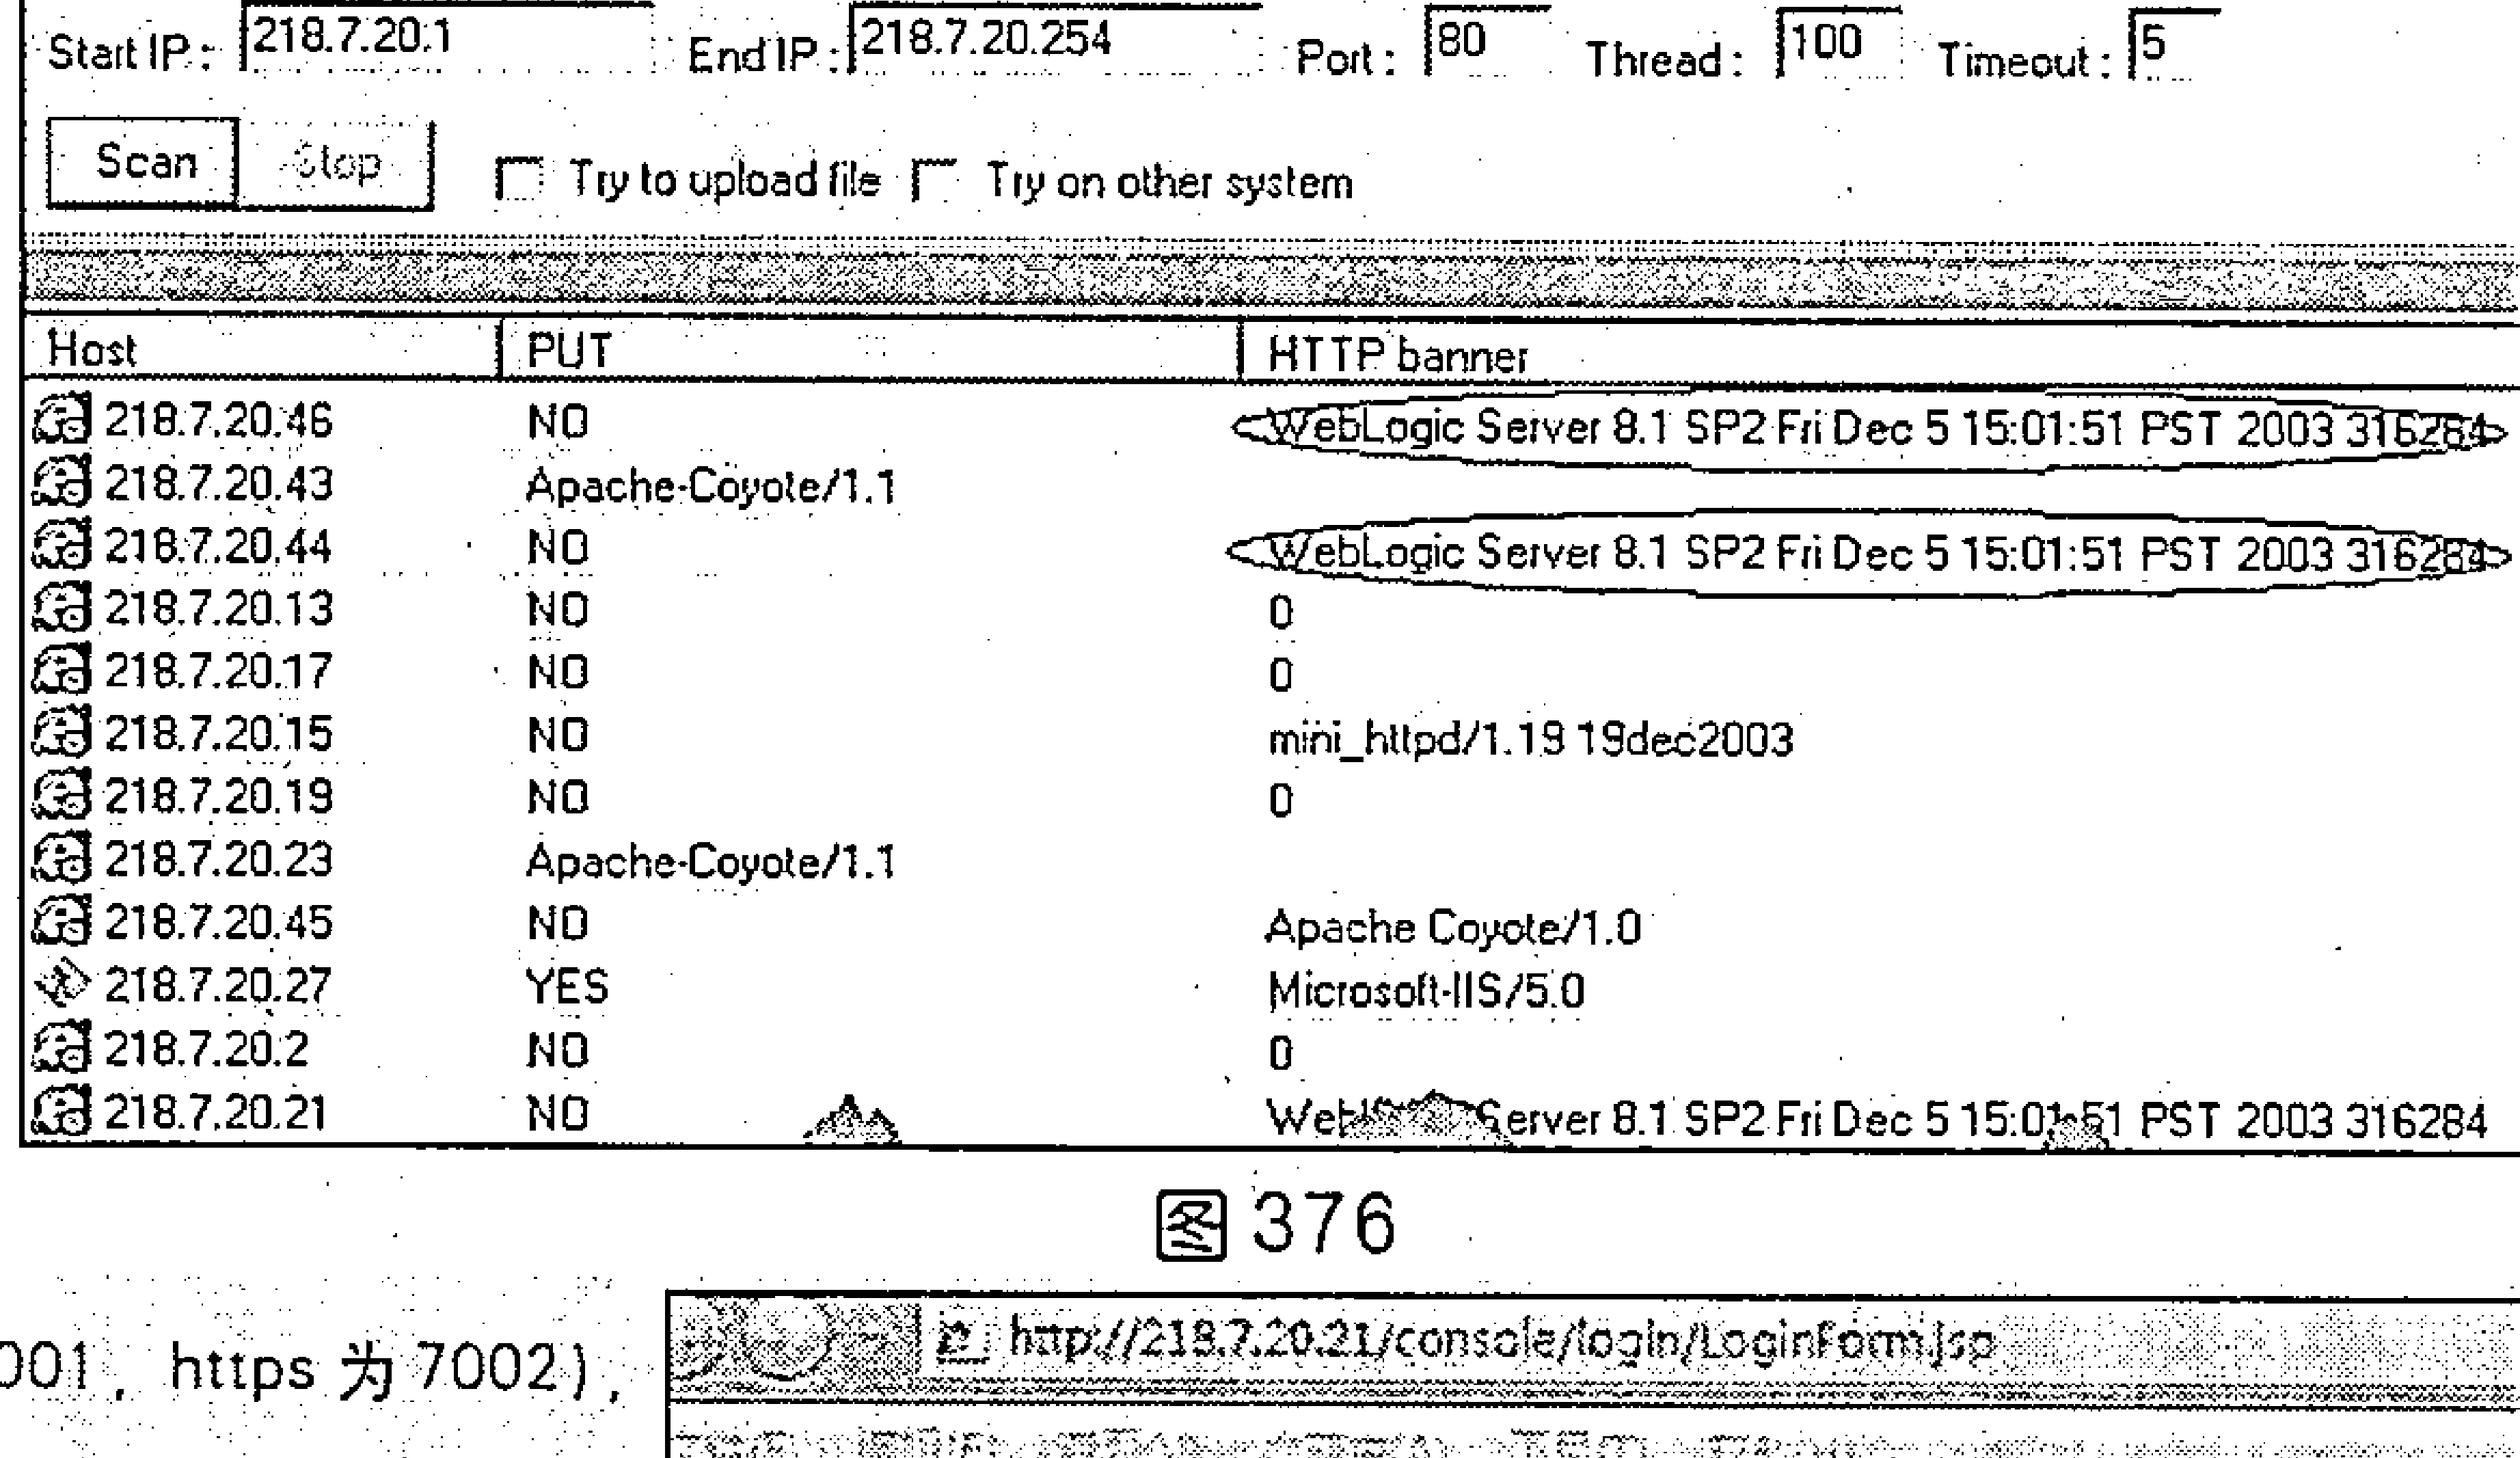 Start IP : 218.7.20.1 End IP : 218.7.20.254 Port : 80 Thread : 100 Timeout : 5
Scan Stop Try to upload file Try on other system
Host PUT HTTP banner
218.7.20.46 NO WebLogic Server 8.1 SP2 Fri Dec 5 15:01:51 PST 2003 316284
218.7.20.43 Apache-Coyote/1.1
218.7.20.44 NO WebLogic Server 8.1 SP2 Fri Dec 5 15:01:51 PST 2003 316284
218.7.20.13 NO 0
218.7.20.17 NO 0
218.7.20.15 NO mini_httpd/1.19 19dec2003
218.7.20.19 NO 0
218.7.20.23 Apache-Coyote/1.1
218.7.20.45 NO Apache Coyote/1.0
218.7.20.27 YES Microsoft-IIS/5.0
218.7.20.2 NO 0
218.7.20.21 NO Server 8.1 SP2 Fri Dec 5 15:01:51 PST 2003 316284
图 376
001, https 为 7002),
http://218.7.20.21/console/login/LoginForm.jsp